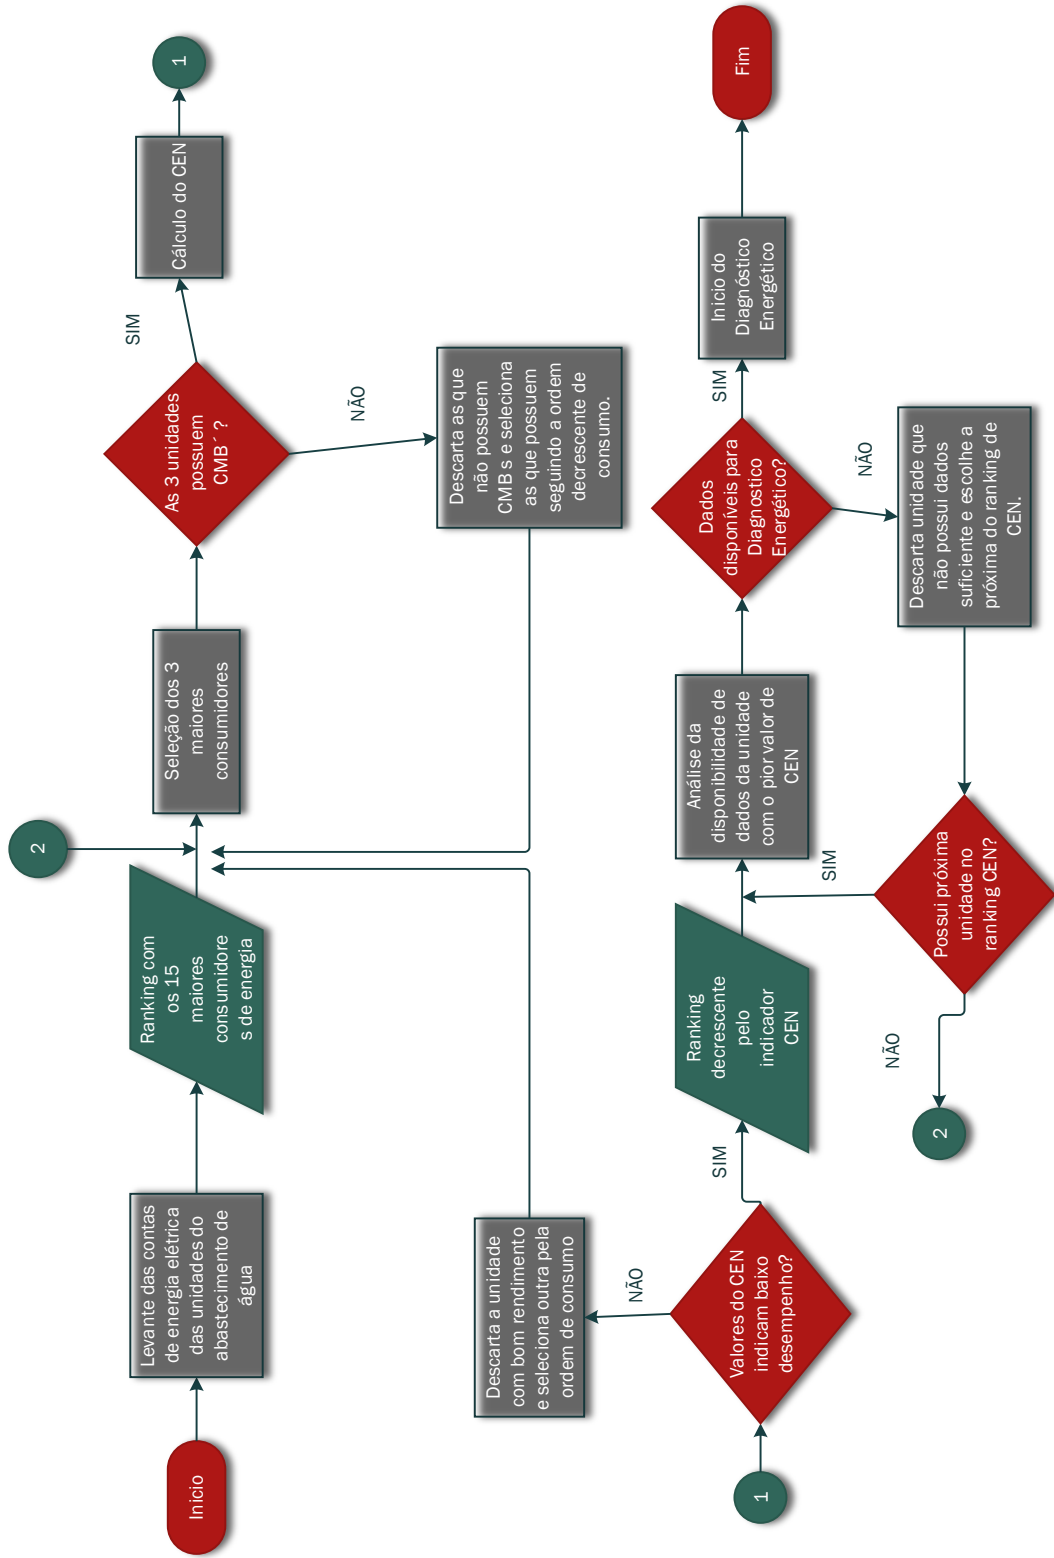 Inicio
Levante das contas
de energia elétrica
das unidades do
abastecimento de
água
Ranking com
os 15
maiores
consumidore
s de energia
2
Seleção dos 3
maiores
consumidores
As 3 unidades
possuem
CMB´?
SIM
Cálculo do CEN
1
NÃO
Descarta as que
não possuem
CMBs e seleciona
as que possuem
seguindo a ordem
decrescente de
consumo.
1
Valores do CEN
indicam baixo
desempenho?
NÃO
Descarta a unidade
com bom rendimento
e seleciona outra pela
ordem de consumo
SIM
Ranking
decrescente
pelo
indicador
CEN
Análise da
disponibilidade de
dados da unidade
com o pior valor de
CEN
Dados
disponíveis para
Diagnostico
Energético?
SIM
Inicio do
Diagnóstico
Energético
Fim
NÃO
Descarta unidade que
não possui dados
suficiente e escolhe a
próxima do ranking de
CEN.
Possui próxima
unidade no
ranking CEN?
SIM
NÃO
2